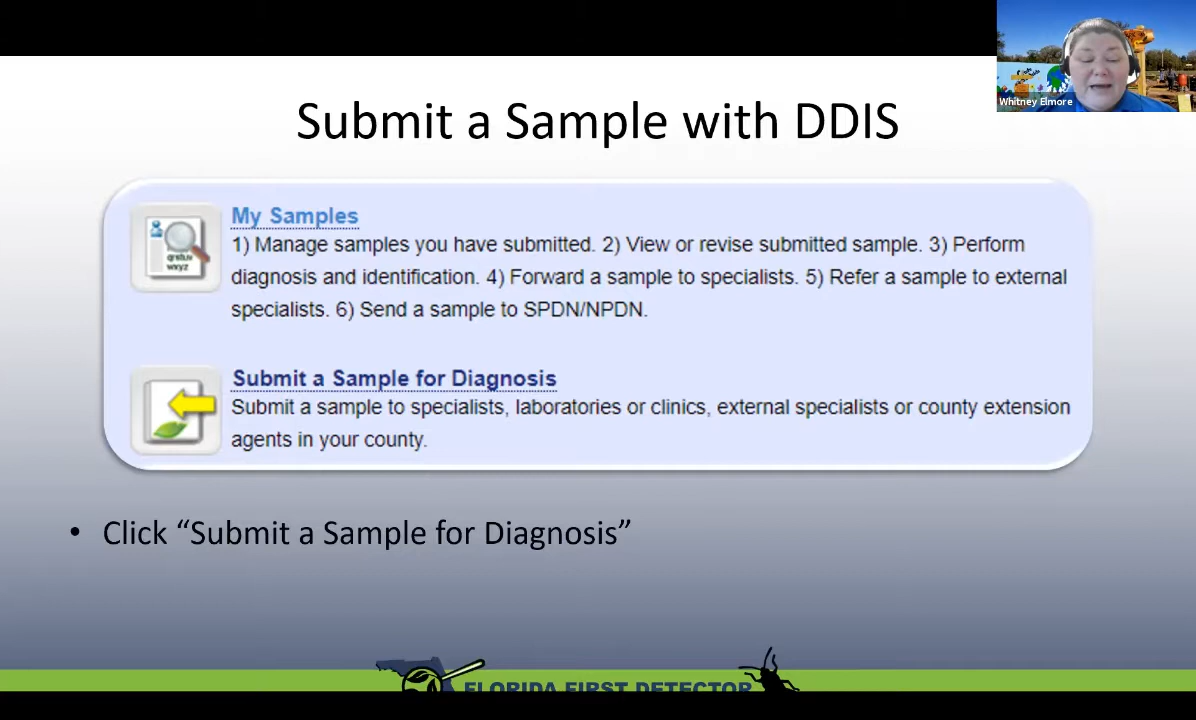 Whitney Elmore
Submit a Sample with DDIS
My Samples
1) Manage samples you have submitted. 2) View or revise submitted sample. 3) Perform
diagnosis and identification. 4) Forward a sample to specialists. 5) Refer a sample to external
specialists. 6) Send a sample to SPDN/NPDN.
Submit a Sample for Diagnosis
Submit a sample to specialists, laboratories or clinics, external specialists or county extension
agents in your county.
• Click “Submit a Sample for Diagnosis”
FLORIDA FIRST DETECTOR